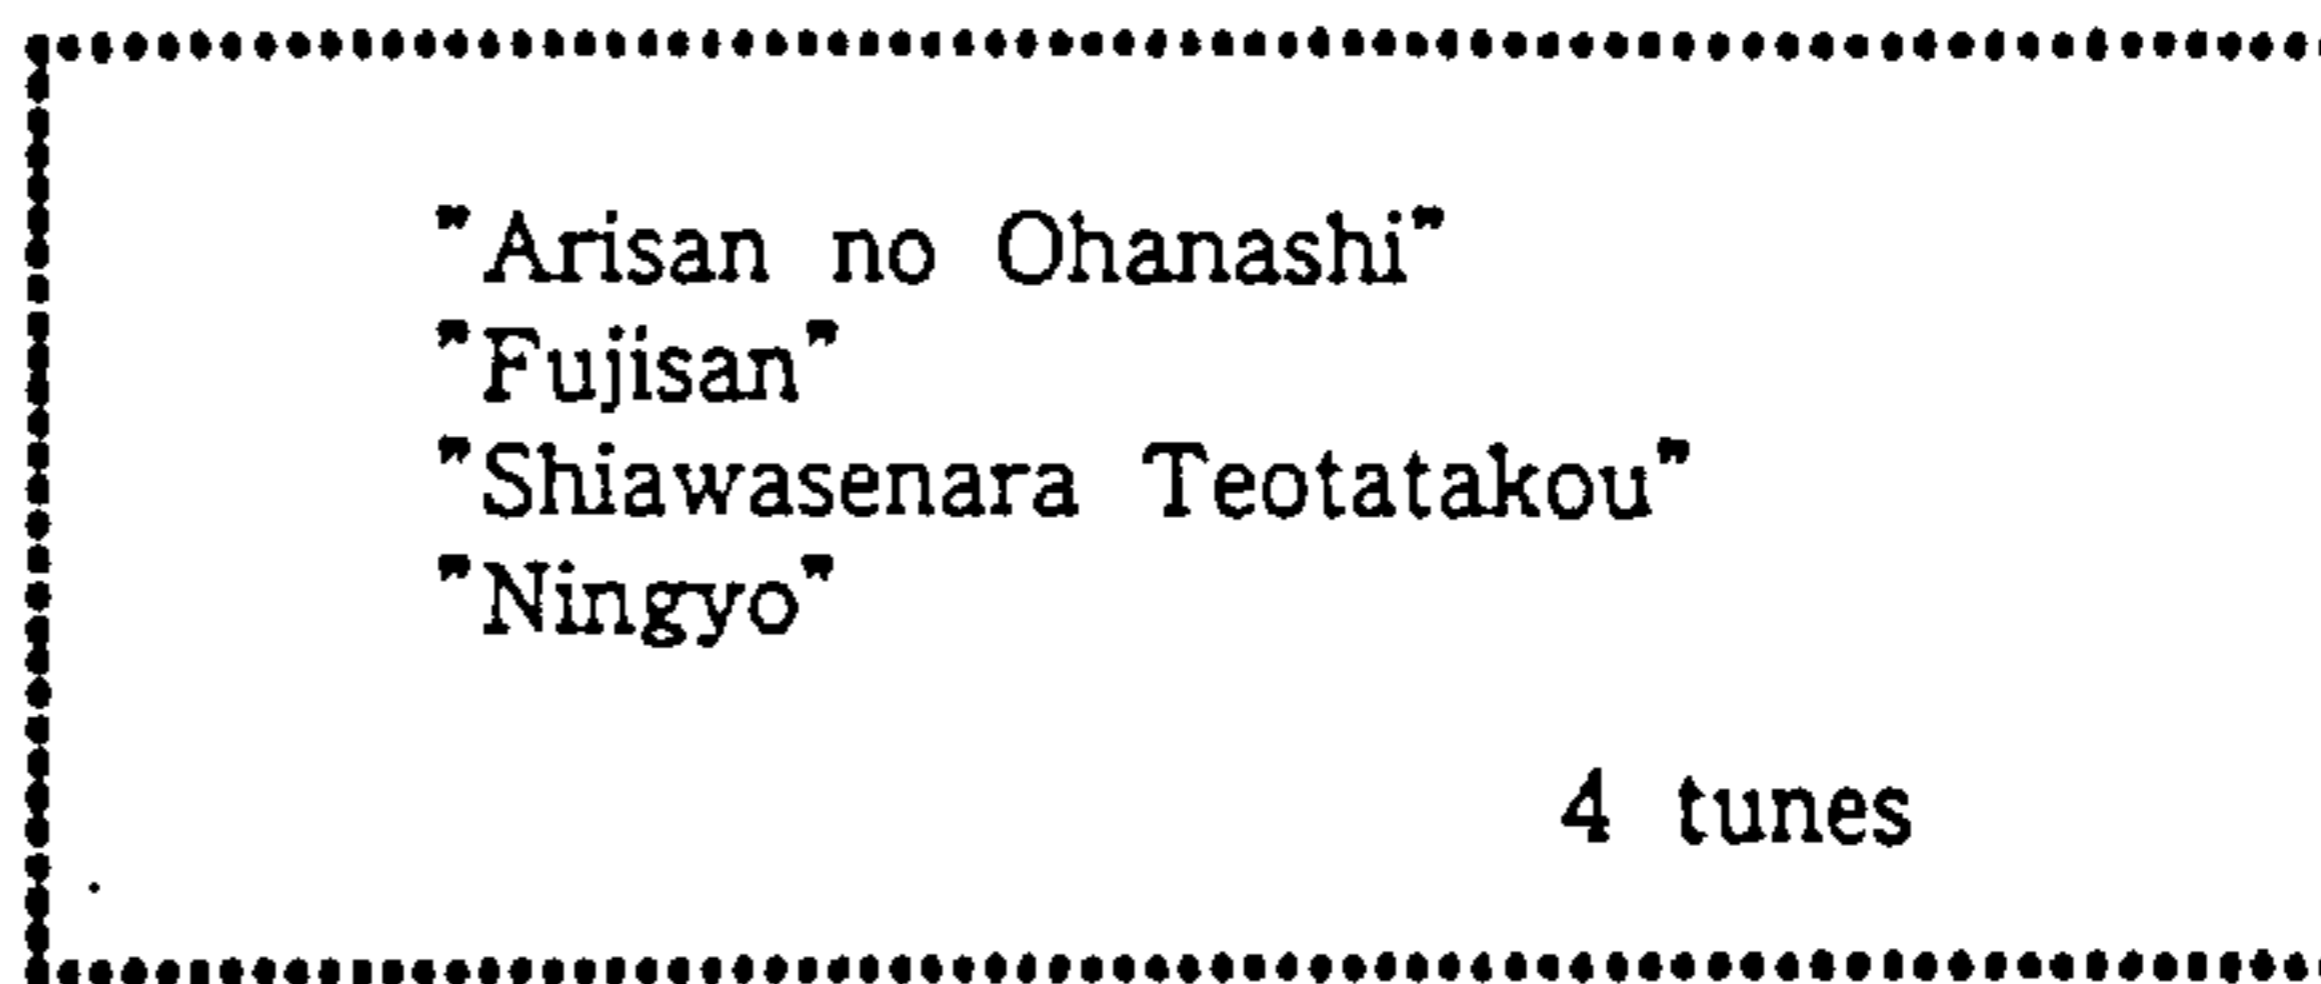 "Arisan no Ohanashi"
"Fujisan"
"Shiawasenara Teotatakou"
"Ningyo"
4 tunes